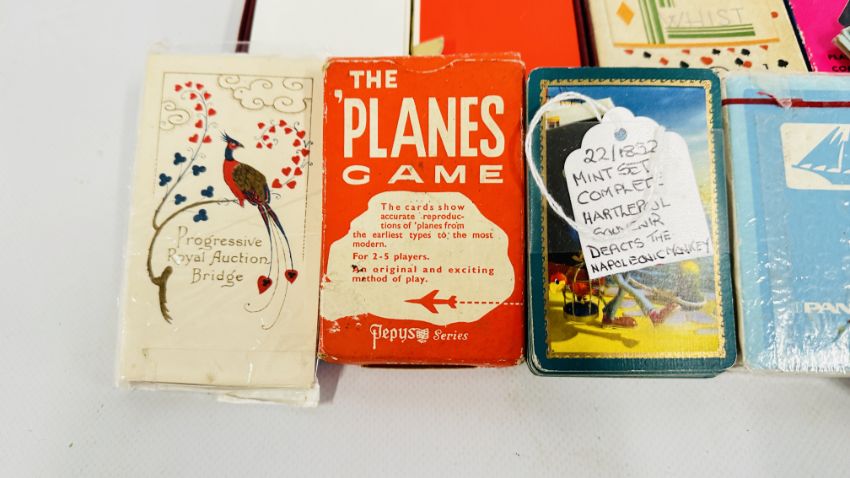 WHIST
Progressive
Royal Auction
Bridge
THE
'PLANES
GAME
The cards show
accurate reproduc-
tions of 'planes from
the earliest types to the most
modern.
For 2-5 players.
An original and exciting
method of play.
Pepys Series
22/1832
MINT SET
COMPLET
HARTLEPOOL
SOUVENIR
DEPICTS THE
NAPOLEONIC MONKEY
PAN